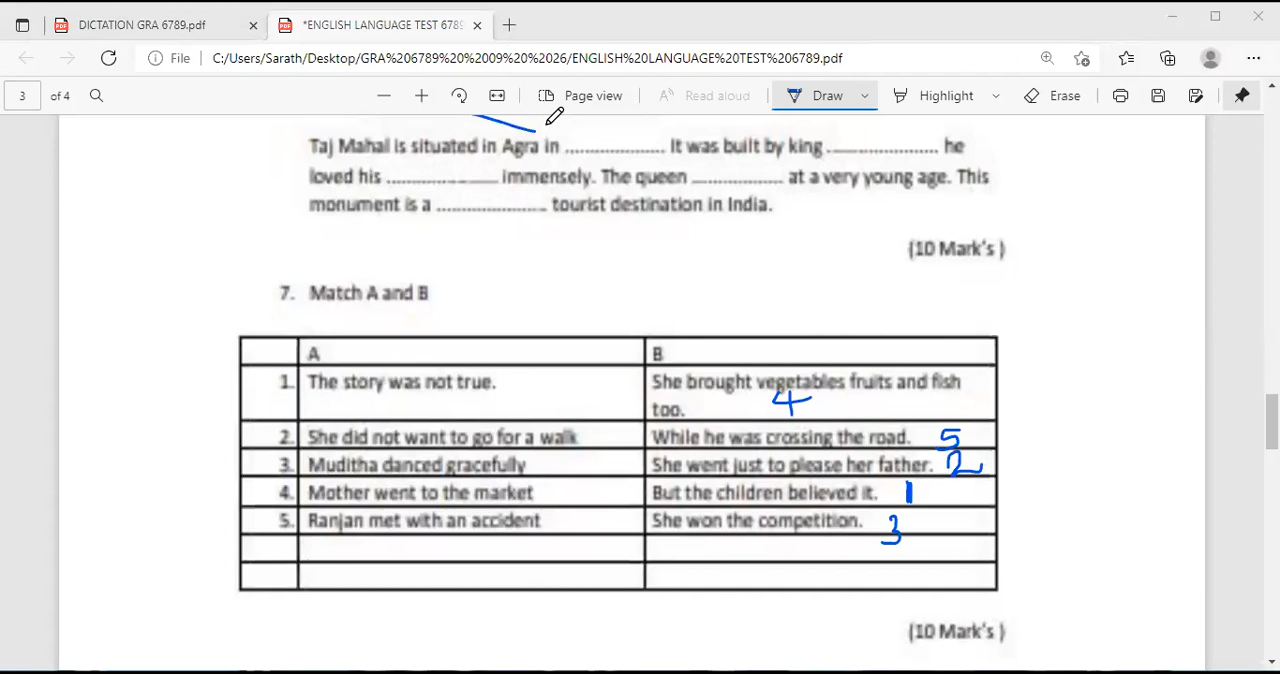 DICTATION GRA 6789.pdf
*ENGLISH LANGUAGE TEST 6789
File C:/Users/Sarath/Desktop/GRA%206789%20%2009%20%2026/ENGLISH%20LANGUAGE%20TEST%206789.pdf
3 of 4 Page view Read aloud Draw Highlight Erase
Taj Mahal is situated in Agra in .................... It was built by king ...................... he
loved his ...................... immensely. The queen .................. at a very young age. This
monument is a ...................... tourist destination in India.
(10 Mark's )
7. Match A and B
A B
1. The story was not true. She brought vegetables fruits and fish
too. 4
2. She did not want to go for a walk While he was crossing the road. 5
3. Muditha danced gracefully She went just to please her father. 2
4. Mother went to the market But the children believed it. 1
5. Ranjan met with an accident She won the competition. 3
(10 Mark's )